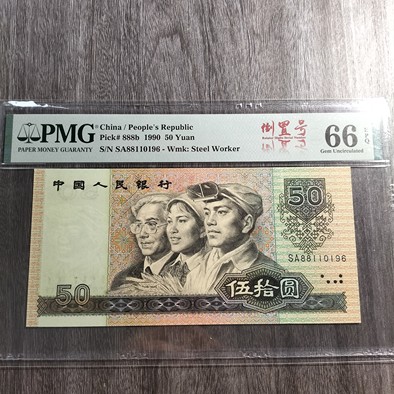 PMG
PAPER MONEY GUARANTY
China / People's Republic
Pick# 888b 1990 50 Yuan
S/N SA88110196 - Wmk: Steel Worker
倒置号
66 EPQ
Gem Uncirculated
中国人民银行
50
SA88110196
50
伍拾圆